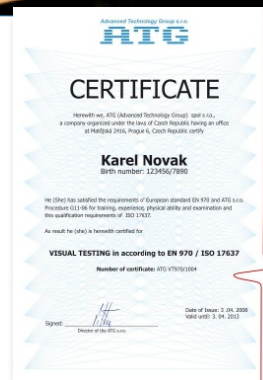 Advanced Technology Group s.r.o.
ATG
CERTIFICATE
Herewith we, ATG (Advanced Technology Group) spol s.r.o.,
a company organized under the laws of Czech Republic having an office
at Malířská 2416, Prague 6, Czech Republic certify
Karel Novak
Birth number: 123456/7890
He (She) has satisfied the requirements of European standard EN 970 and ATG s.r.o.
Procedure G11-06 for training, experience, physical ability and examination and
this qualification requirements of ISO 17637.
As result he (she) is herewith certified for
VISUAL TESTING in according to EN 970 / ISO 17637
Number of certificate: ATG VT970/1004
Date of Issue: 3 .04. 2008
Valid until: 3. 04. 2013
Signed:
Director of the ATG s.r.o.